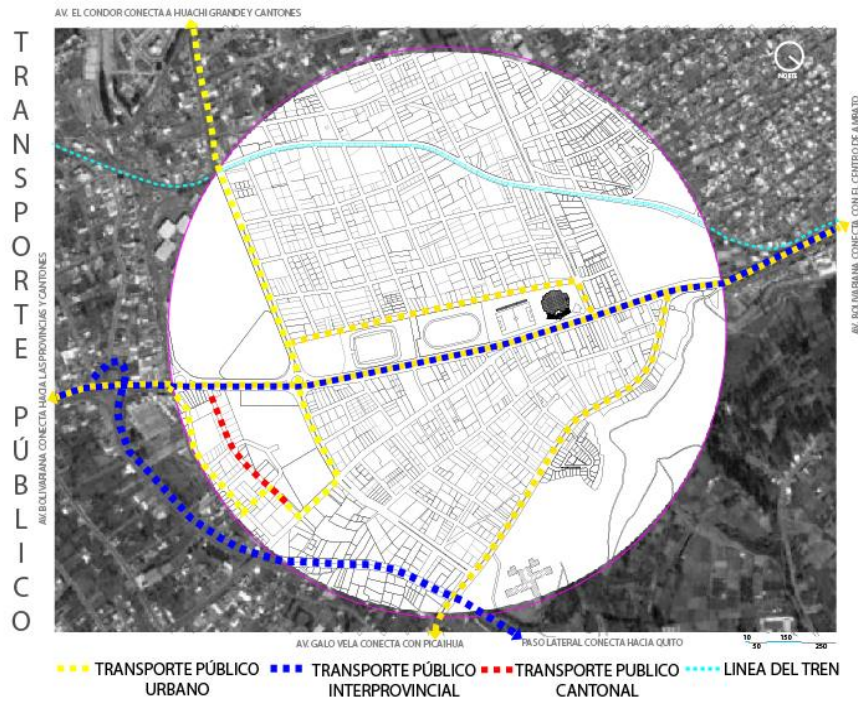 AV. EL CONDOR CONECTA A HUACHI GRANDE Y CANTONES
TRANSPORTE PÚBLICO
NORTE
AV. BOLIVARIANA CONECTA HACIA LAS PROVINCIAS Y CANTONES
AV. BOLIVARIANA CONECTA CON EL CENTRO DE AMBATO
AV. GALO VELA CONECTA CON PICAIHUA
PASO LATERAL CONECTA HACIA QUITO
10 150
50 250
TRANSPORTE PÚBLICO
URBANO
TRANSPORTE PÚBLICO
INTERPROVINCIAL
TRANSPORTE PUBLICO
CANTONAL
LINEA DEL TREN